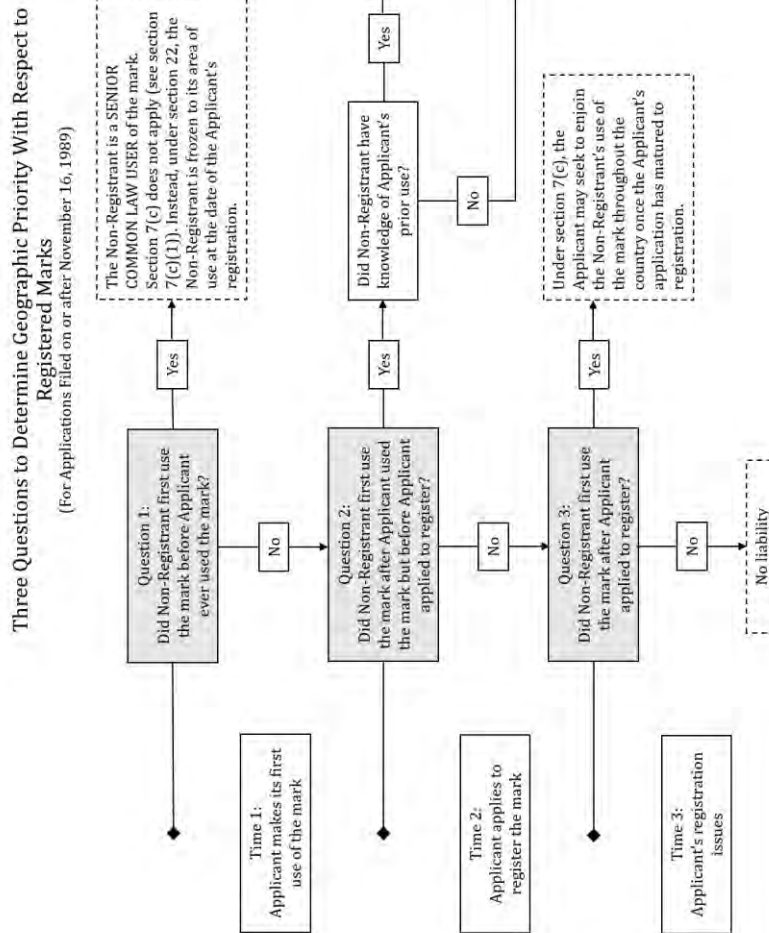 Three Questions to Determine Geographic Priority With Respect to
Registered Marks
(For Applications Filed on or after November 16, 1989)
Time 1:
Applicant makes its first
use of the mark
Time 2:
Applicant applies to
register the mark
Time 3:
Applicant's registration
issues
Question 1:
Did Non-Registrant first use
the mark before Applicant
ever used the mark?
Yes
The Non-Registrant is a SENIOR
COMMON LAW USER of the mark.
Section 7(c) does not apply (see section
7(c)(1)). Instead, under section 22, the
Non-Registrant is frozen to its area of
use at the date of the Applicant's
registration.
No
Question 2:
Did Non-Registrant first use
the mark after Applicant used
the mark but before Applicant
applied to register?
Yes
Did Non-Registrant have
knowledge of Applicant's
prior use?
Yes
No
No
Question 3:
Did Non-Registrant first use
the mark after Applicant
applied to register?
Yes
Under section 7(c), the
Applicant may seek to enjoin
the Non-Registrant's use of
the mark throughout the
country once the Applicant's
application has matured to
registration.
No
No liability